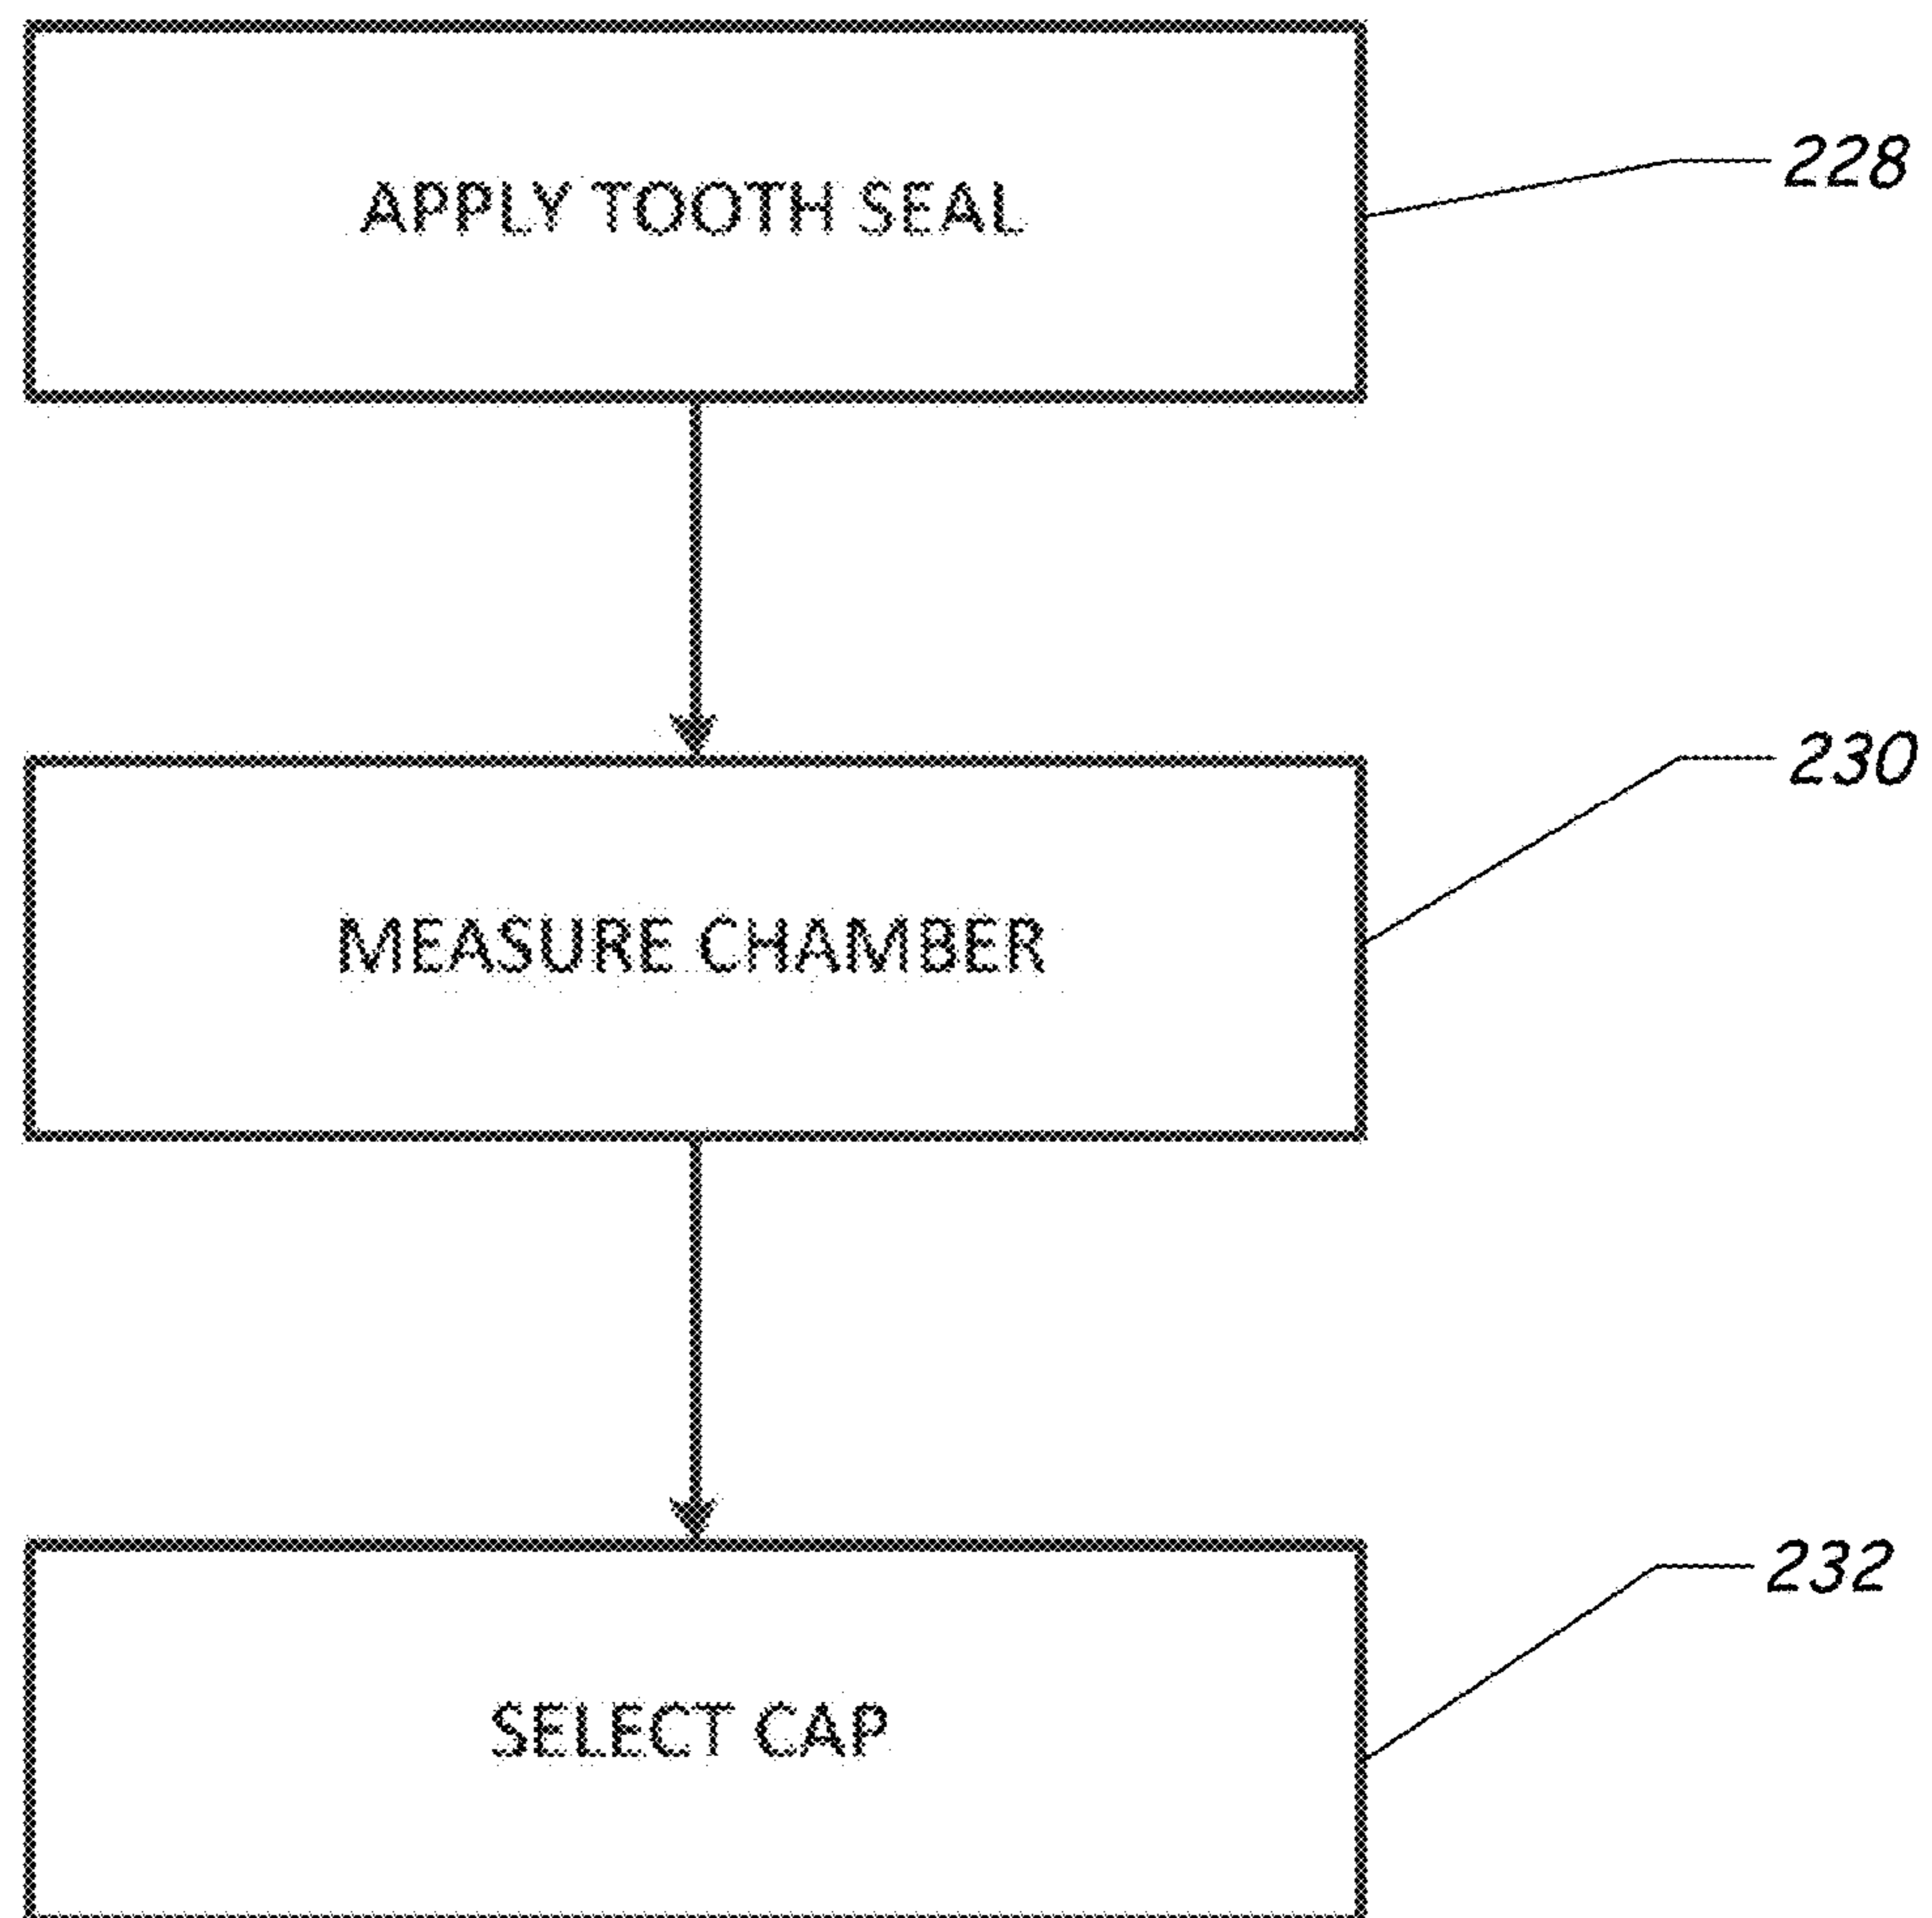 APPLY TOOTH SEAL
228
MEASURE CHAMBER
230
SELECT CAP
232